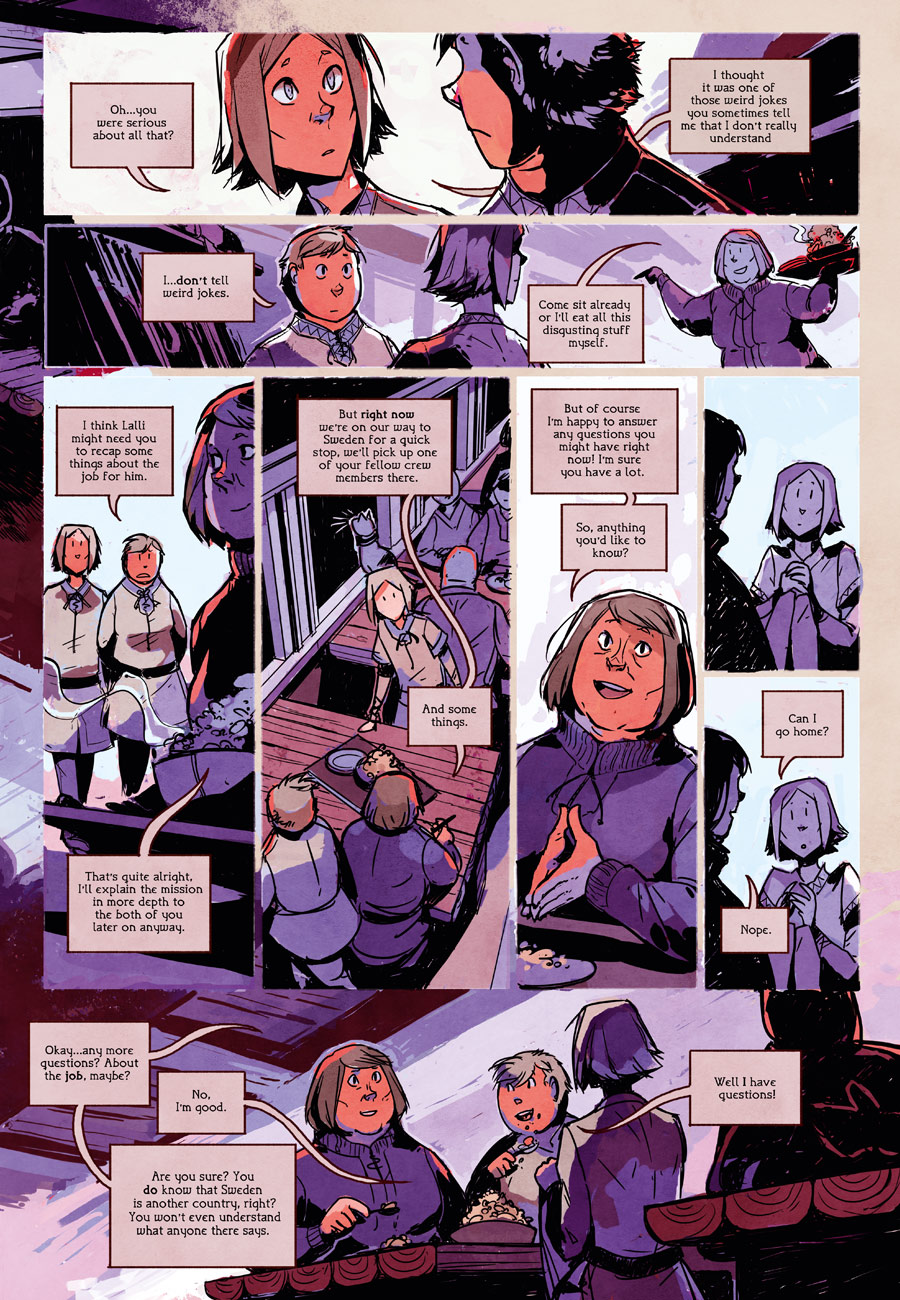 Oh...you
were serious
about all that?
I thought
it was one of
those weird jokes
you sometimes tell
me that I don't really
understand
I...don't tell
weird jokes.
Come sit already
or I'll eat all this
disgusting stuff
myself.
I think Lalli
might need you
to recap some
things about the
job for him.
That's quite alright,
I'll explain the mission
in more depth to
the both of you
later on anyway.
But right now
we're on our way to
Sweden for a quick
stop, we'll pick up one
of your fellow crew
members there.
And some
things.
But of course
I'm happy to answer
any questions you
might have right
now! I'm sure
you have a lot.
So, anything
you'd like to
know?
Can I
go home?
Nope.
Okay...any more
questions? About
the job, maybe?
No,
I'm good.
Are you sure? You
do know that Sweden
is another country, right?
You won't even understand
what anyone there says.
Well I have
questions!